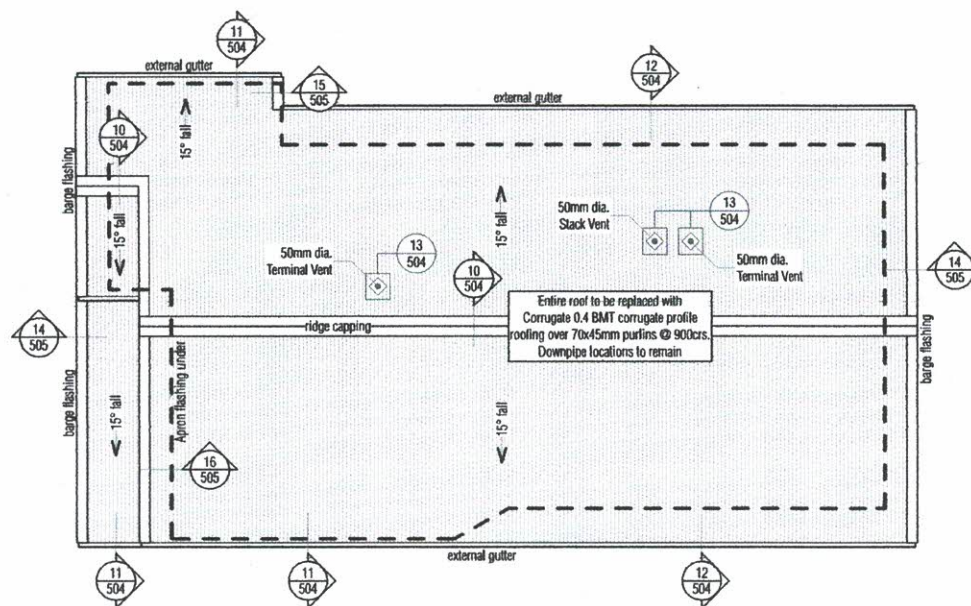 11
504
external gutter
15
505
12
504
external gutter
10
504
15° fall
barge flashing
15° fall
50mm dia.
Stack Vent
13
504
15° fall
50mm dia.
Terminal Vent
13
504
50mm dia.
Terminal Vent
10
504
14
505
Entire roof to be replaced with
Corrugate 0.4 BMT corrugate profile
roofing over 70x45mm purlins @ 900crs.
Downpipe locations to remain
ridge capping
14
505
barge flashing
barge flashing
Apron flashing under
15° fall
15° fall
16
505
external gutter
11
504
11
504
12
504